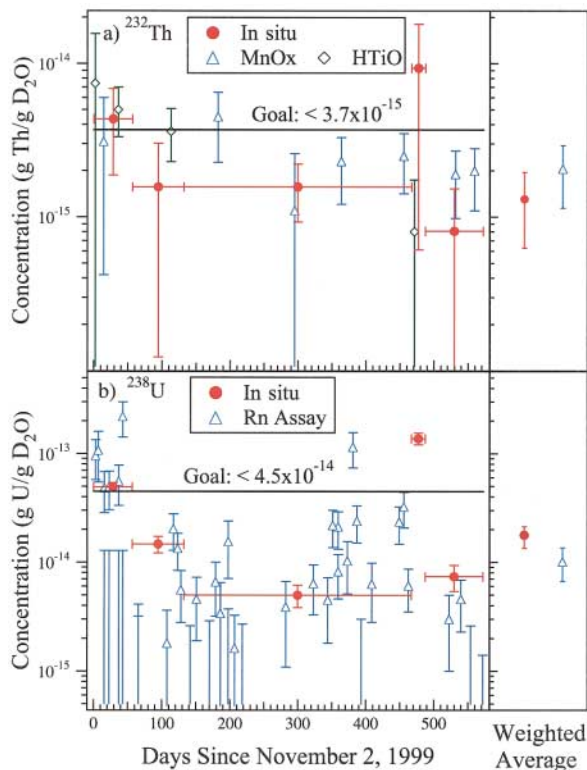 a) ²³²Th
In situ
MnOx HTiO
Goal: < 3.7x10⁻¹⁵
Concentration (g Th/g D₂O)
10⁻¹⁴
10⁻¹⁵
b) ²³⁸U
In situ
Rn Assay
Goal: < 4.5x10⁻¹⁴
Concentration (g U/g D₂O)
10⁻¹³
10⁻¹⁴
10⁻¹⁵
0 100 200 300 400 500
Days Since November 2, 1999
Weighted
Average